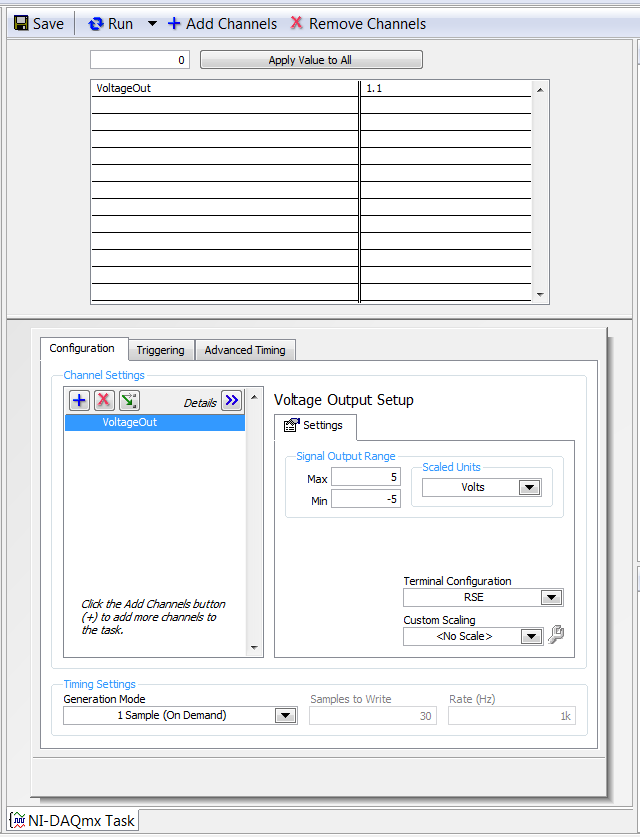 Save Run Add Channels Remove Channels
0 Apply Value to All
VoltageOut 1.1
Configuration Triggering Advanced Timing
Channel Settings
Details
VoltageOut
Click the Add Channels button
(+) to add more channels to
the task.
Voltage Output Setup
Settings
Signal Output Range
Max 5
Min -5
Scaled Units
Volts
Terminal Configuration
RSE
Custom Scaling
<No Scale>
Timing Settings
Generation Mode Samples to Write Rate (Hz)
1 Sample (On Demand) 30 1k
NI-DAQmx Task